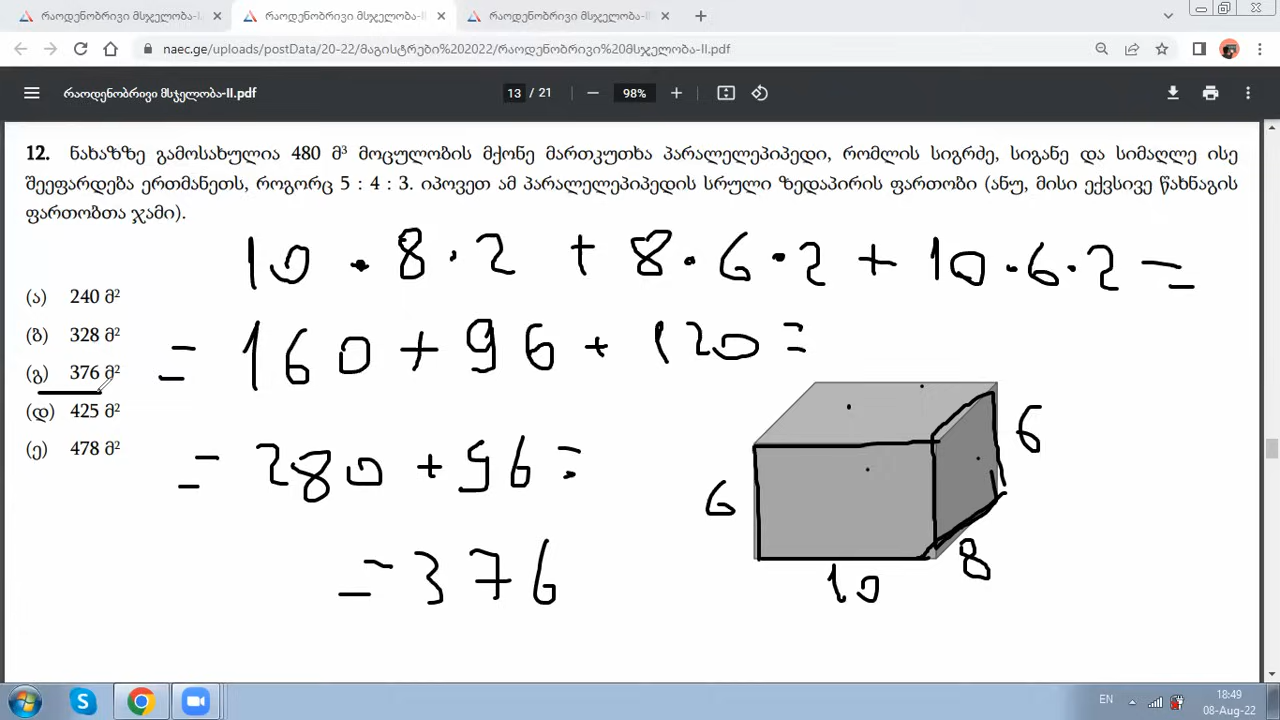 რაოდენობრივი მსჯელობა-
რაოდენობრივი მსჯელობა-II
რაოდენობრივი მსჯელობა-II
naec.ge/uploads/postData/20-22/მაგისტრები%202022/რაოდენობრივი%20მსჯელობა-II.pdf
რაოდენობრივი მსჯელობა-II.pdf
13 / 21
98%
12. ნახაზზე გამოსახულია 480 მ³ მოცულობის მქონე მართკუთხა პარალელეპიპედი, რომლის სიგრძე, სიგანე და სიმაღლე ისე
შეეფარდება ერთმანეთს, როგორც 5 : 4 : 3. იპოვეთ ამ პარალელეპიპედის სრული ზედაპირის ფართობი (ანუ, მისი ექვსივე წახნაგის
ფართობთა ჯამი).
10 · 8 · 2 + 8 · 6 · 2 + 10 · 6 · 2 =
(ა) 240 მ²
(ბ) 328 მ²
= 160 + 96 + 120 =
(გ) 376 მ²
(დ) 425 მ²
6
(ე) 478 მ²
= 280 + 96 =
6
8
= 376
10
EN
18:49
08-Aug-22